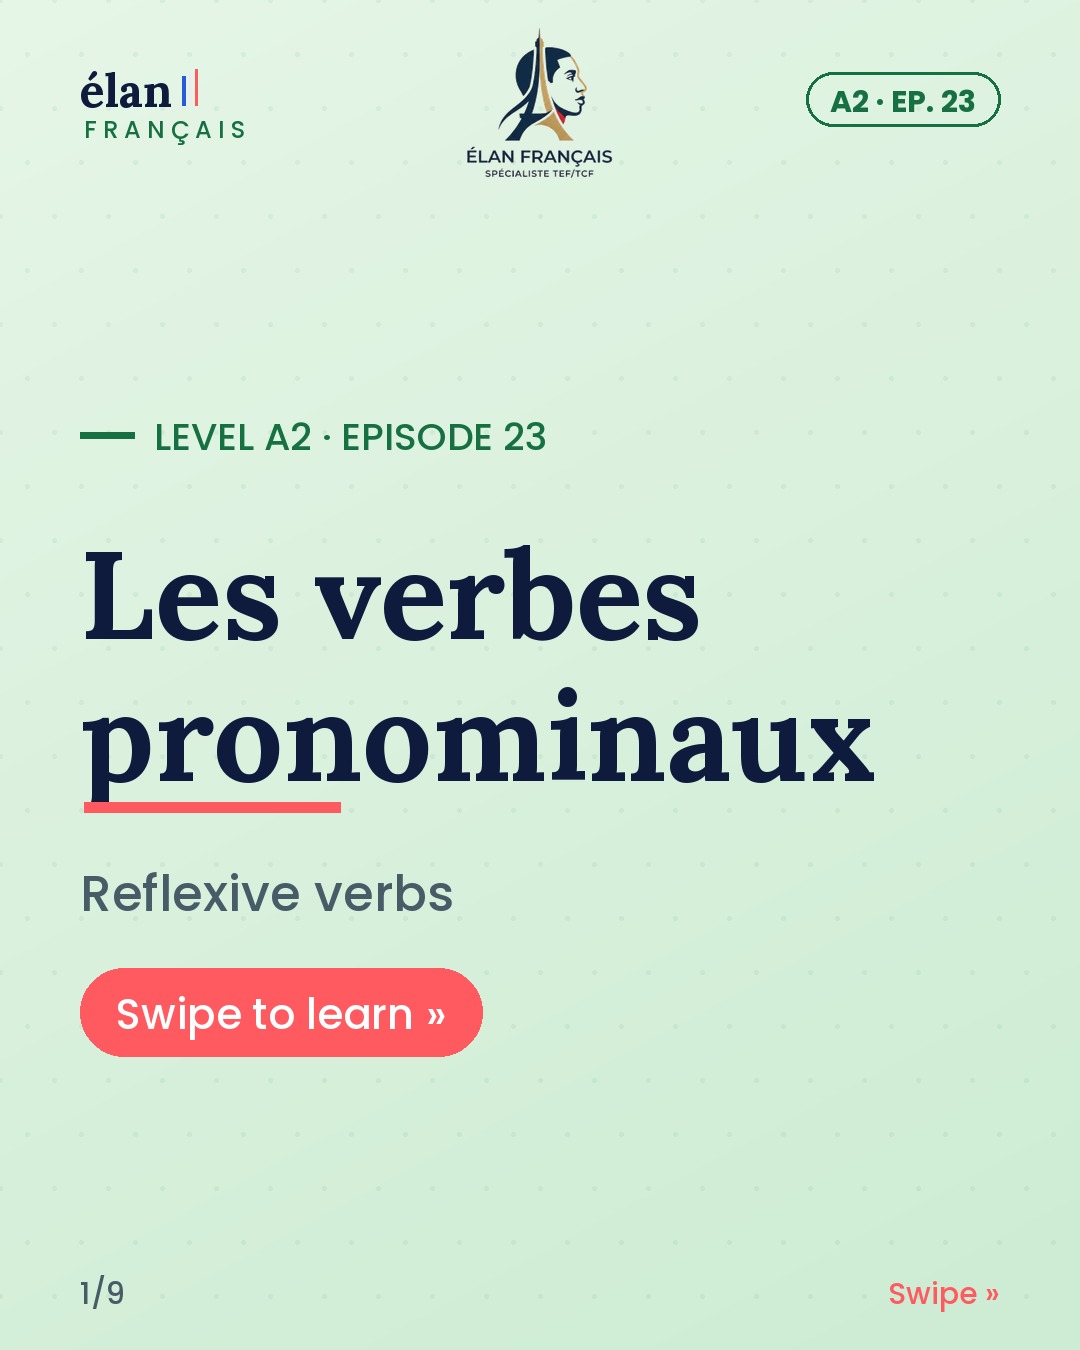 élan
FRANÇAIS
ÉLAN FRANÇAIS
SPÉCIALISTE TEF/TCF
A2 · EP. 23
LEVEL A2 · EPISODE 23
Les verbes
pronominaux
Reflexive verbs
Swipe to learn »
1/9
Swipe »